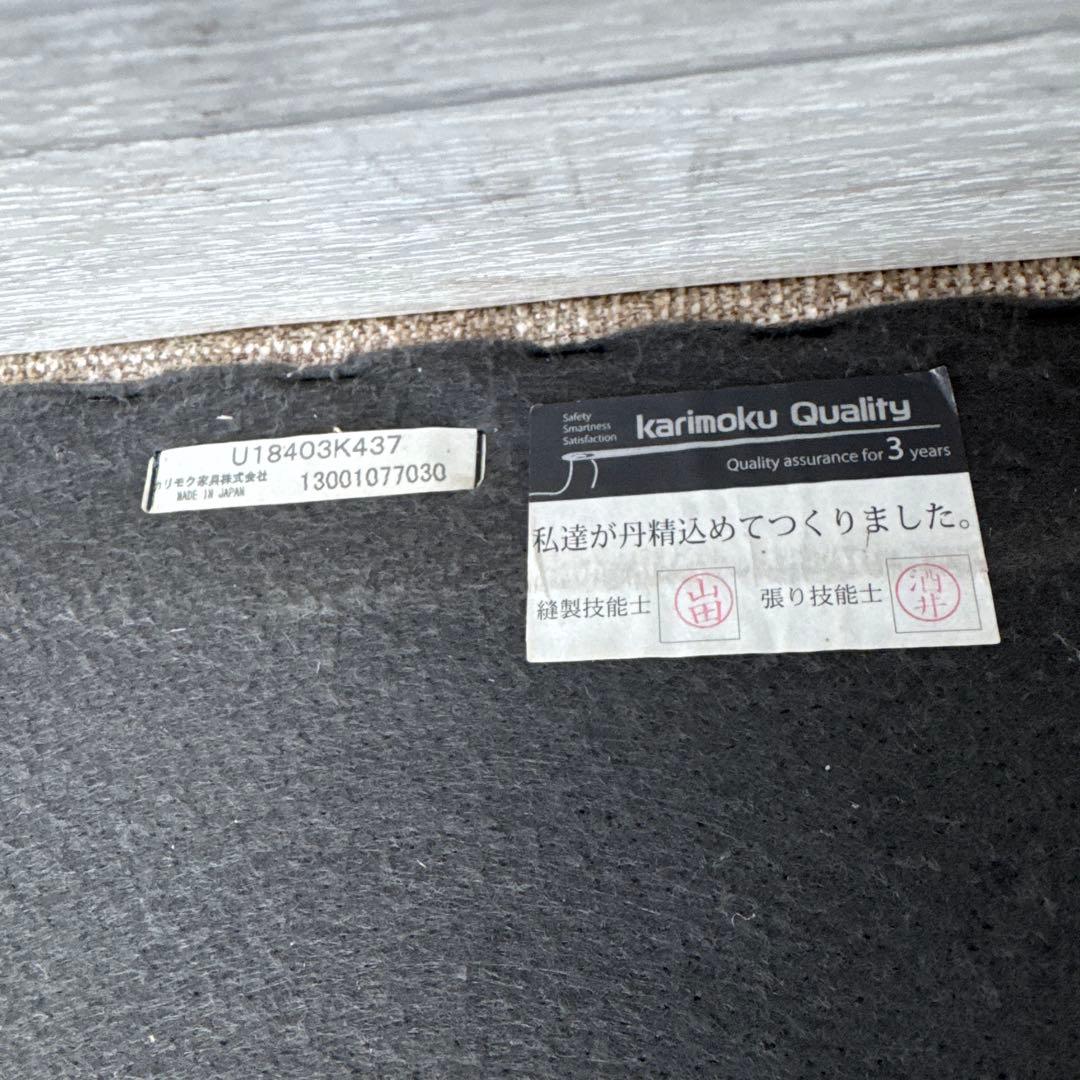 U18403K437
カリモク家具株式会社
MADE IN JAPAN
13001077030
Safety
Smartness
Satisfaction
karimoku Quality
Quality assurance for 3 years
私達が丹精込めてつくりました。
縫製技能士 山田 張り技能士 酒井